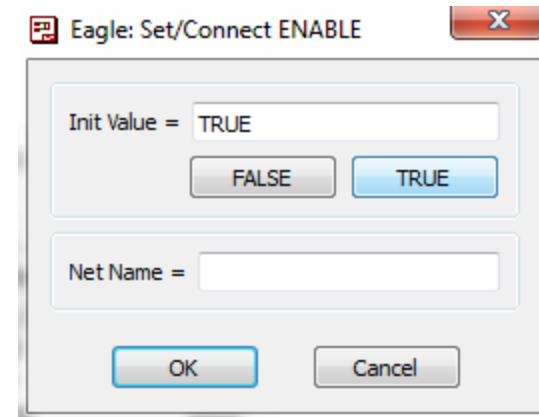 Eagle: Set/Connect ENABLE
Init Value = TRUE
FALSE TRUE
Net Name =
OK Cancel